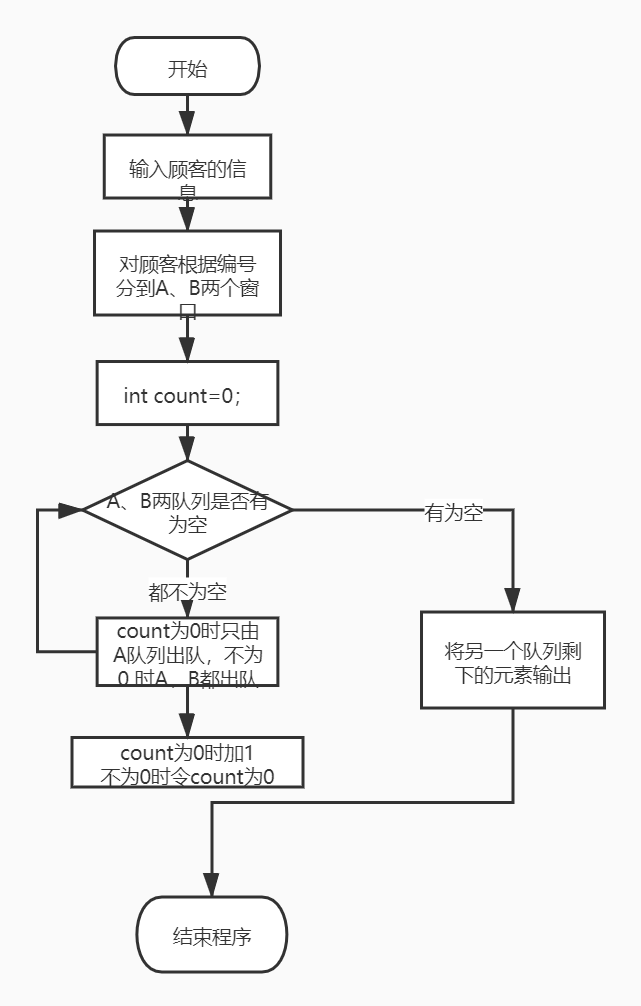 开始
输入顾客的信
息
对顾客根据编号
分到A、B两个窗
口
int count=0；
A、B两队列是否有
为空
有为空
都不为空
count为0时只由
A队列出队，不为
0 时A、B都出队
将另一个队列剩
下的元素输出
count为0时加1
不为0时令count为0
结束程序